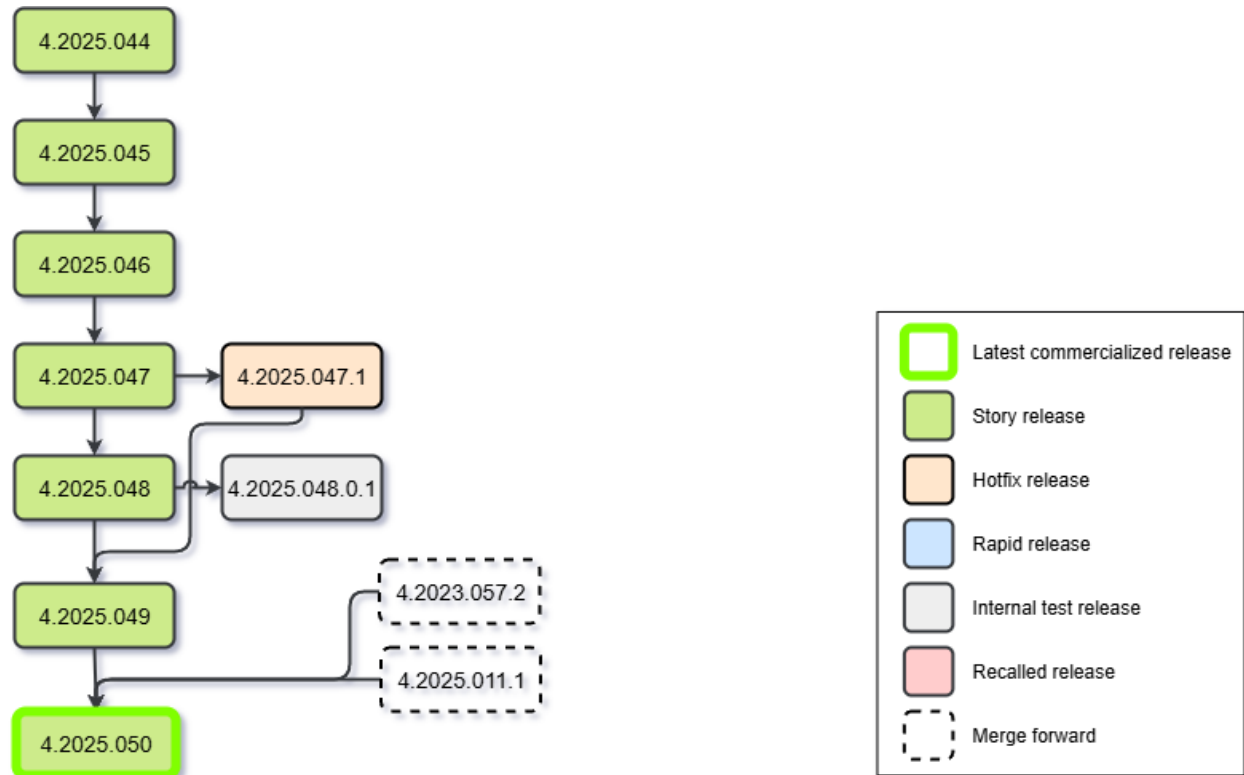 4.2025.044
4.2025.045
4.2025.046
4.2025.047
4.2025.047.1
4.2025.048
4.2025.048.0.1
4.2025.049
4.2023.057.2
4.2025.011.1
4.2025.050
Latest commercialized release
Story release
Hotfix release
Rapid release
Internal test release
Recalled release
Merge forward